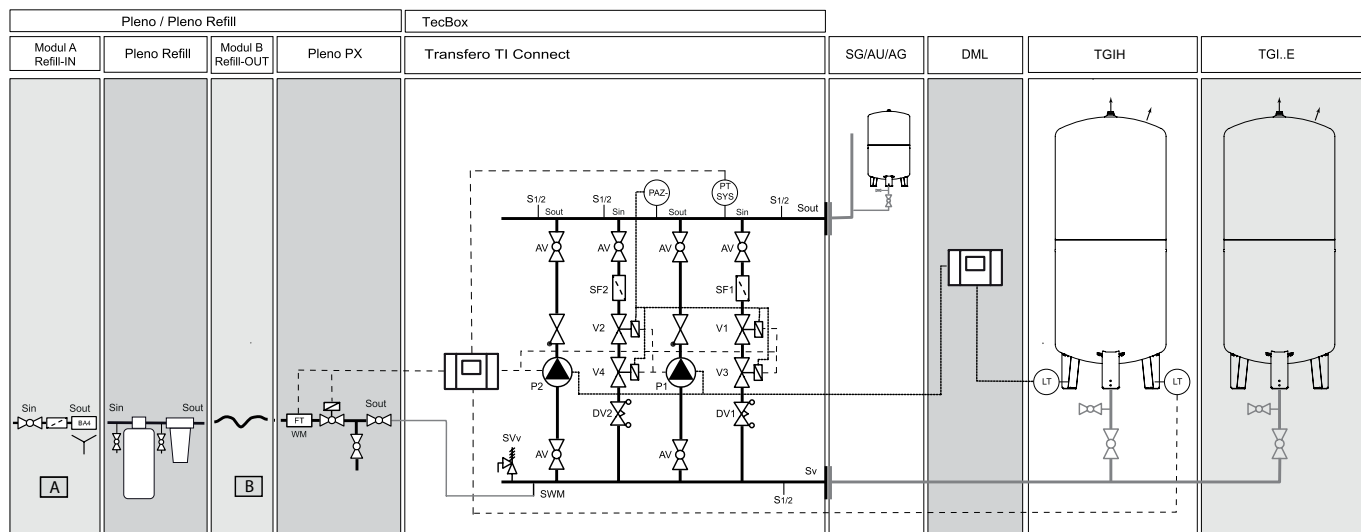 Pleno / Pleno Refill
TecBox
Modul A
Refill-IN
Pleno Refill
Modul B
Refill-OUT
Pleno PX
Transfero TI Connect
SG/AU/AG
DML
TGIH
TGI..E
S1/2
Sout
S1/2
Sin
PAZ-
Sout
PT
SYS
Sin
S1/2
Sout
AV
AV
AV
AV
SF2
SF1
V2
V1
V4
V3
P2
P1
DV2
DV1
LT
LT
Sin
Sout
BA4
Sin
Sout
FT
WM
Sout
SVv
AV
AV
Sv
SWM
S1/2
A
B